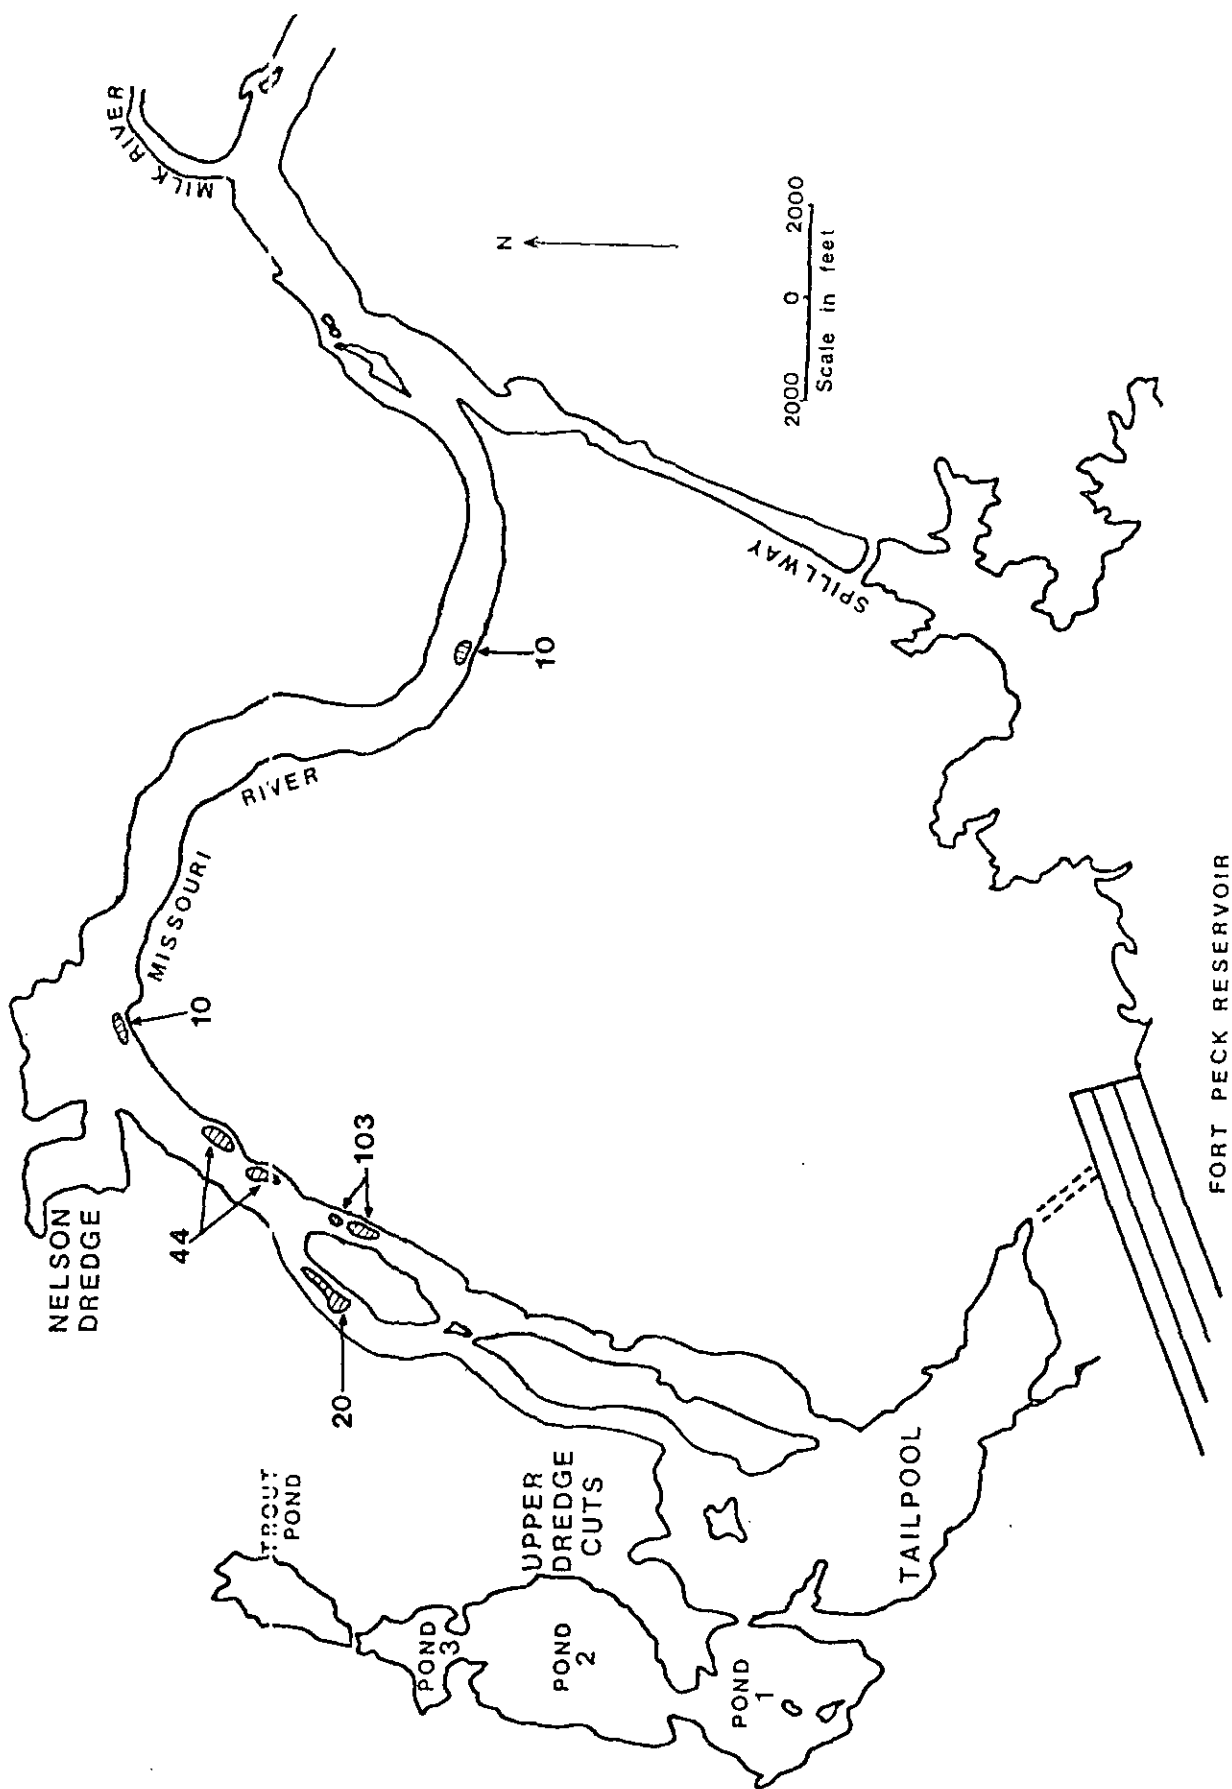 MILK RIVER
N
2000 0 2000
Scale in feet
SPILLWAY
10
MISSOURI
RIVER
10
NELSON
DREDGE
44
103
20
TROUT
POND
UPPER
DREDGE
CUTS
POND
3
POND
2
POND
1
TAILPOOL
FORT PECK RESERVOIR